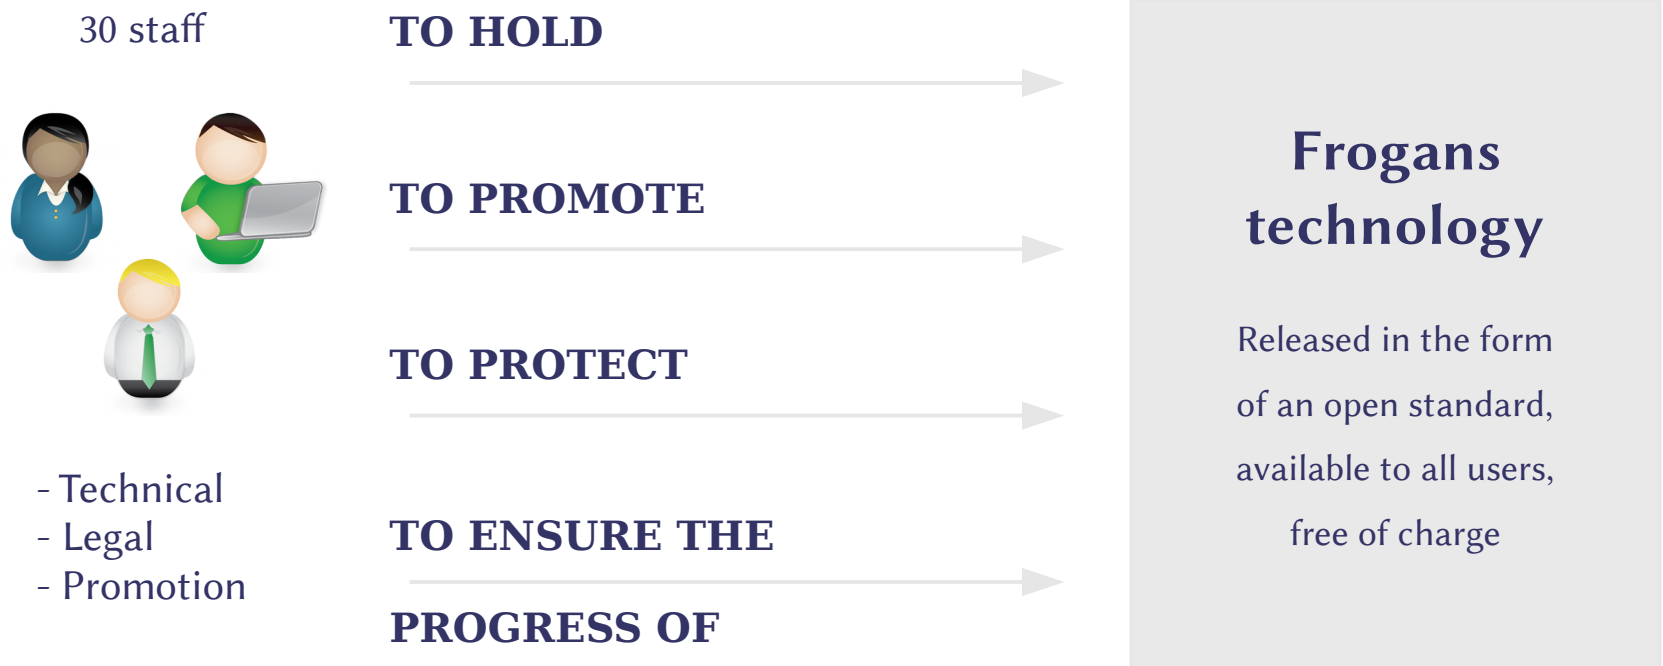 30 staff
- Technical
- Legal
- Promotion
TO HOLD
TO PROMOTE
TO PROTECT
TO ENSURE THE
PROGRESS OF
Frogans
technology
Released in the form
of an open standard,
available to all users,
free of charge